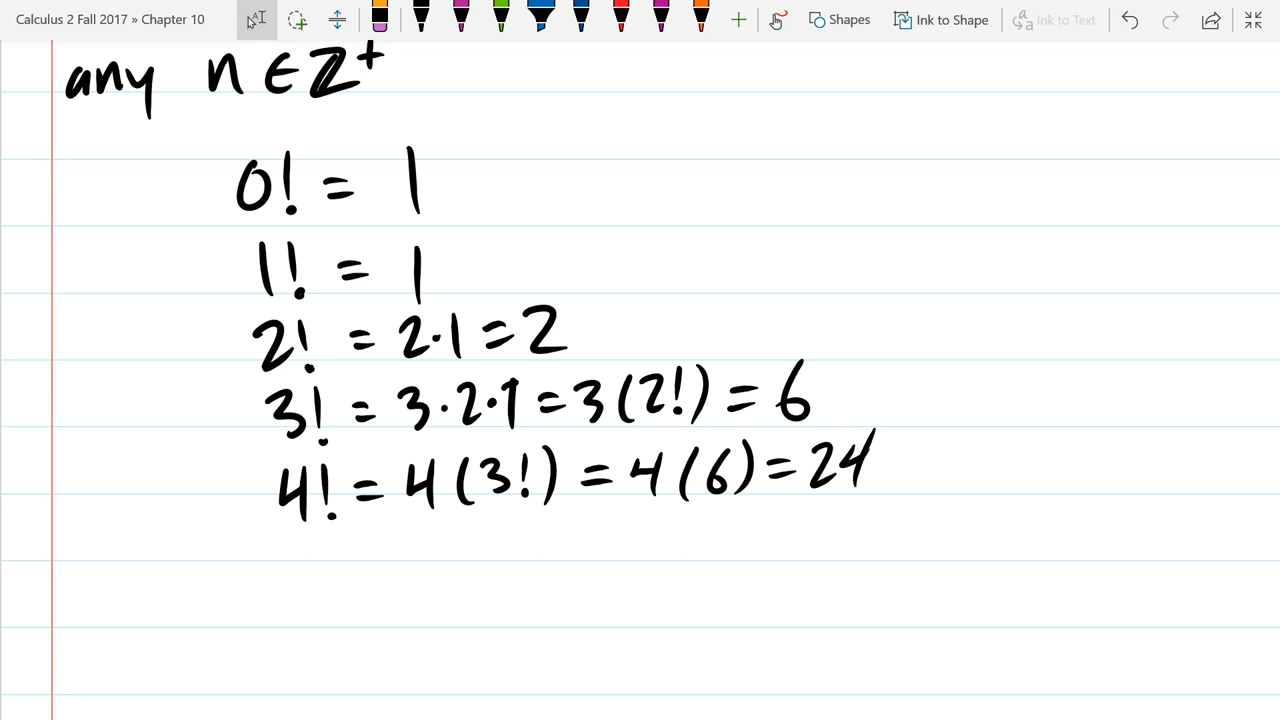 Calculus 2 Fall 2017 » Chapter 10 Shapes Ink to Shape Ink to Text
any n ∈ ℤ⁺
0! = 1
1! = 1
2! = 2·1 = 2
3! = 3·2·1 = 3(2!) = 6
4! = 4(3!) = 4(6) = 24